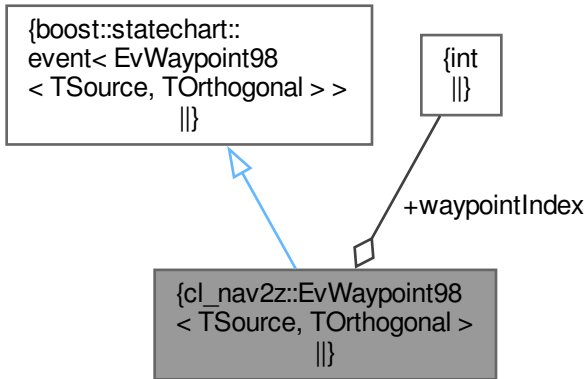 {boost::statechart::
event< EvWaypoint98
< TSource, TOrthogonal > >
||}
{int
||}
+waypointIndex
{cl_nav2z::EvWaypoint98
< TSource, TOrthogonal >
||}